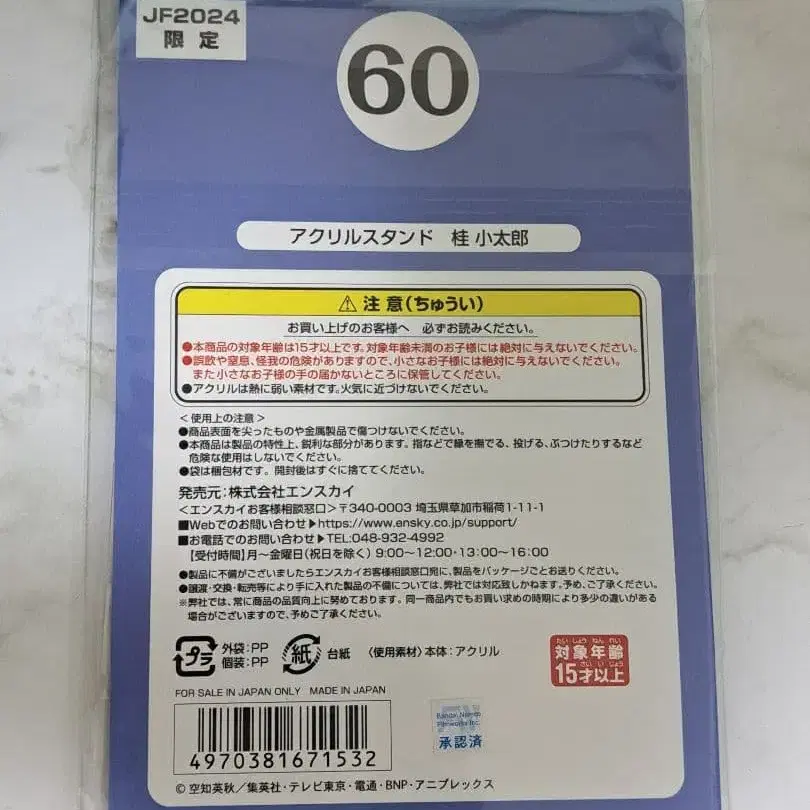 JF2024
限 定
60
アクリルスタンド 桂 小太郎
⚠ 注 意(ちゅうい)
お買い上げのお客様へ 必ずお読みください。
●本商品の対象年齢は15才以上です。対象年齢未満のお子様には絶対に与えないでください。
●誤飲や窒息、怪我の危険がありますので、小さなお子様には絶対に与えないでください。
また小さなお子様の手の届かないところに保管してください。
●アクリルは熱に弱い素材です。火気に近づけないでください。
＜使用上の注意＞
●商品表面を尖ったものや金属製品で傷つけないでください。
●本商品は製品の特性上、鋭利な部分があります。指などで縁を撫でる、投げる、ぶつけたりするなど
危険な使用はしないでください。
●袋は梱包材です。開封後はすぐに捨ててください。
発売元：株式会社エンスカイ
＜エンスカイお客様相談窓口＞〒340-0003 埼玉県草加市稲荷1-11-1
■Webでのお問い合わせ▶https://www.ensky.co.jp/support/
■お電話でのお問い合わせ▶TEL:048-932-4992
【受付時間】月～金曜日(祝日を除く) 9:00～12:00・13:00～16:00
●製品に不備がございましたらエンスカイお客様相談窓口宛に、製品をパッケージごとお送りください。
●譲渡・交換・転売等により手に入れた製品の不備については、弊社では対応致しかねます。予め、ご了承ください。
※弊社では、常に商品の品質向上に努めております。同一商品内でもお買い求めの時期により多少の違いがある
場合がございますので、予めご了承ください。
プラ 外袋:PP
個装:PP
紙 台紙 〈使用素材〉本体：アクリル
たい しょう ねん れい
対象年齢
さい い じょう
15才以上
FOR SALE IN JAPAN ONLY MADE IN JAPAN
4970381671532
Bandai Namco
Filmworks Inc.
承認済
© 空知英秋／集英社・テレビ東京・電通・BNP・アニプレックス